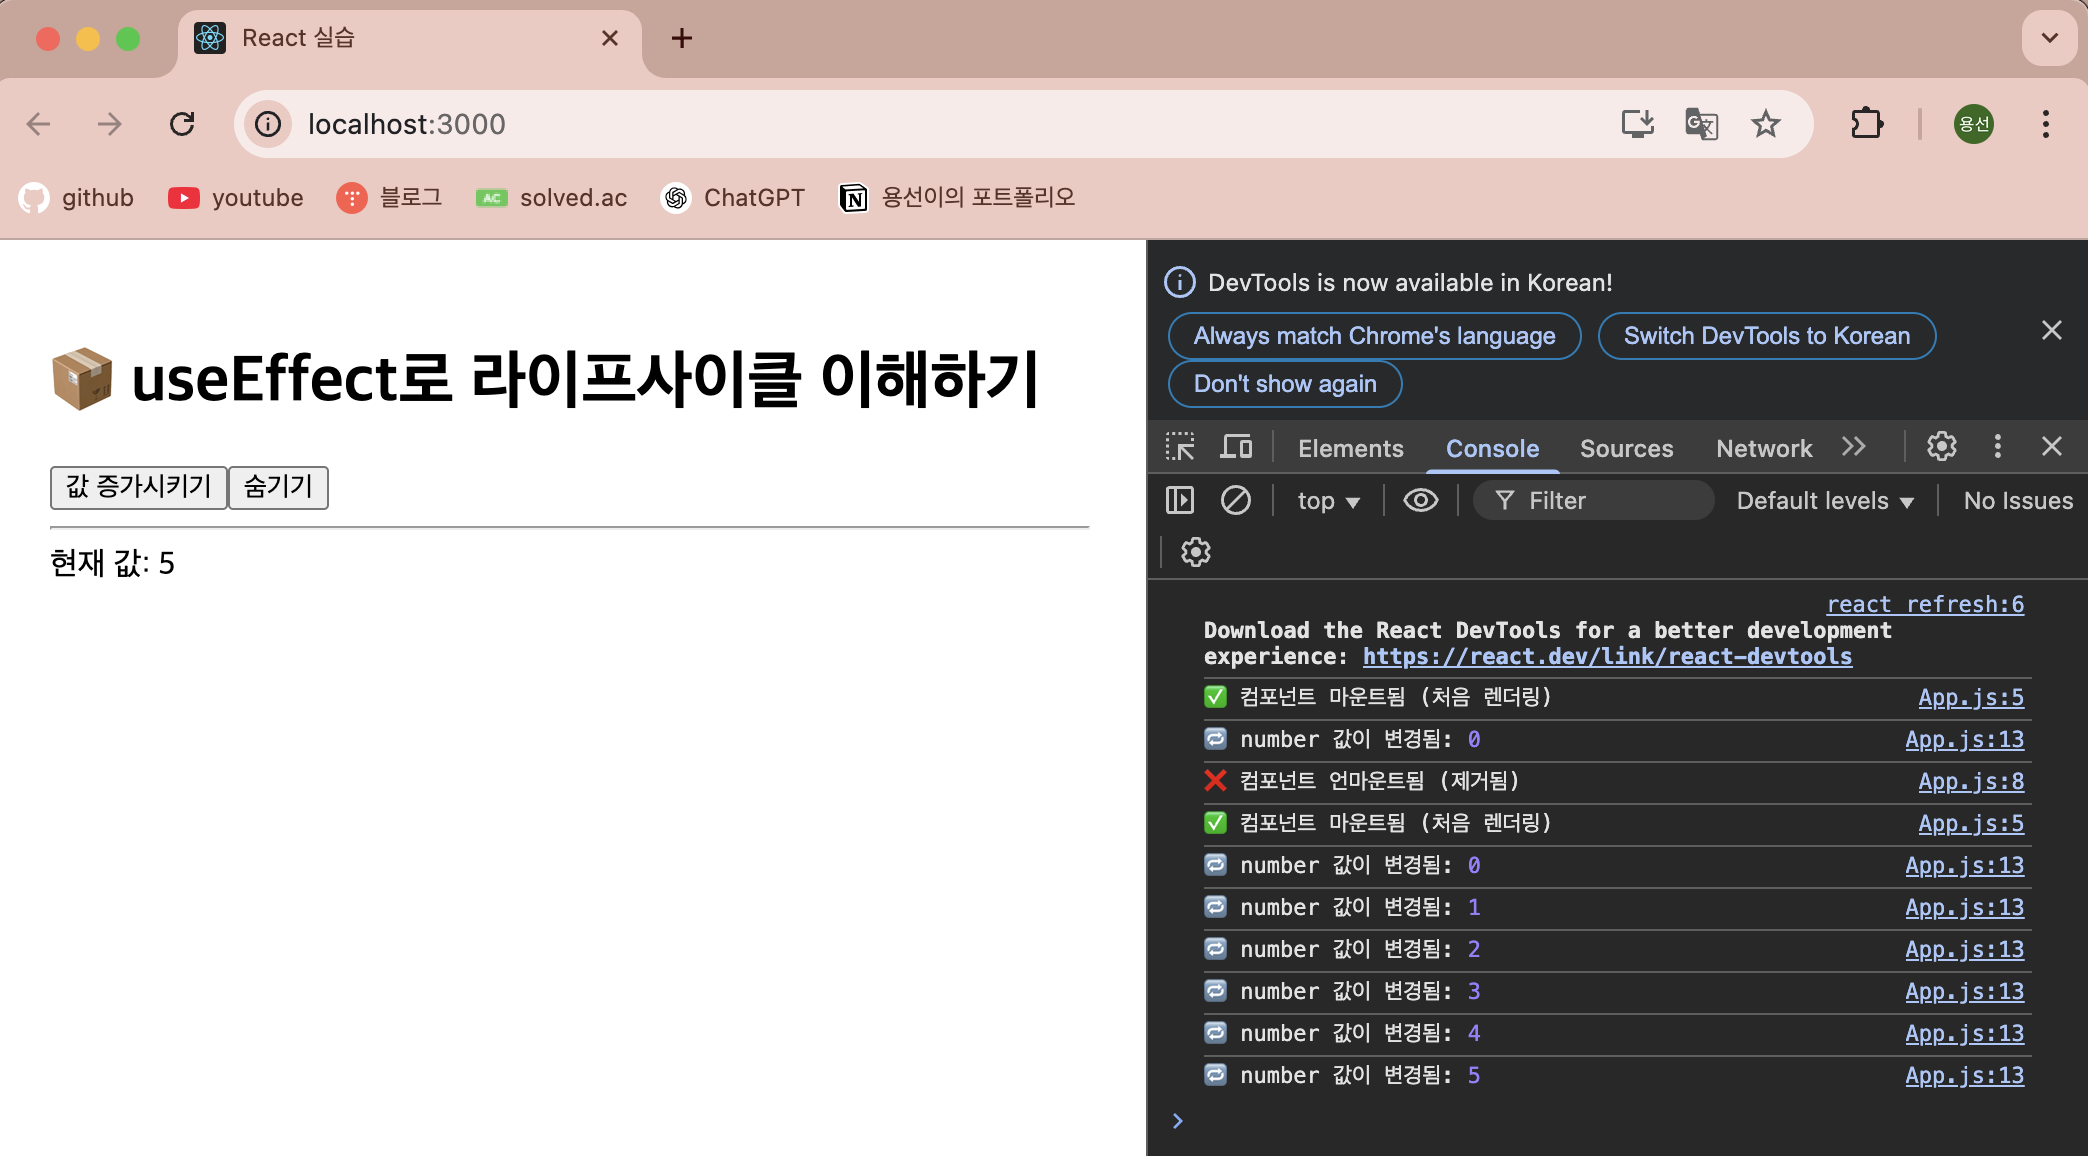 React 실습
localhost:3000
용선
github
youtube
블로그
AC
solved.ac
ChatGPT
용선이의 포트폴리오
📦 useEffect로 라이프사이클 이해하기
값 증가시키기 숨기기
현재 값: 5
DevTools is now available in Korean!
Always match Chrome's language
Switch DevTools to Korean
Don't show again
Elements Console Sources Network
top Filter Default levels No Issues
react refresh:6
Download the React DevTools for a better development
experience: https://react.dev/link/react-devtools
✅ 컴포넌트 마운트됨 (처음 렌더링) App.js:5
🔁 number 값이 변경됨: 0 App.js:13
❌ 컴포넌트 언마운트됨 (제거됨) App.js:8
✅ 컴포넌트 마운트됨 (처음 렌더링) App.js:5
🔁 number 값이 변경됨: 0 App.js:13
🔁 number 값이 변경됨: 1 App.js:13
🔁 number 값이 변경됨: 2 App.js:13
🔁 number 값이 변경됨: 3 App.js:13
🔁 number 값이 변경됨: 4 App.js:13
🔁 number 값이 변경됨: 5 App.js:13